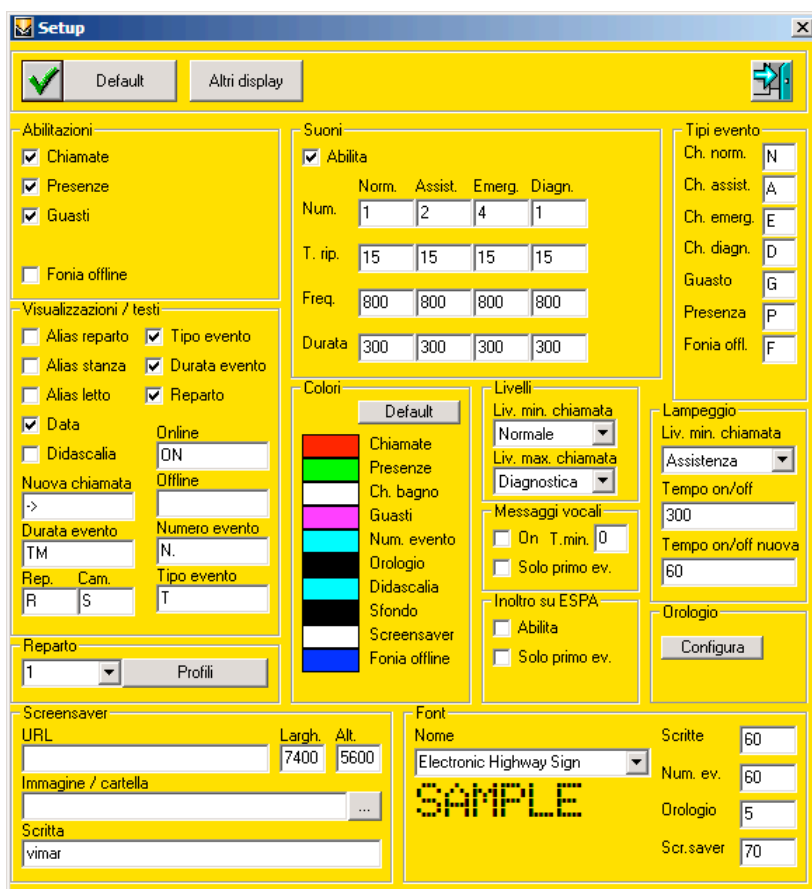 Setup
Default
Altri display
Abilitazioni
Chiamate
Presenze
Guasti
Fonia offline
Suoni
Abilita
Norm. Assist. Emerg. Diagn.
Num. 1 2 4 1
T. rip. 15 15 15 15
Freq. 800 800 800 800
Durata 300 300 300 300
Tipi evento
Ch. norm. N
Ch. assist. A
Ch. emerg. E
Ch. diagn. D
Guasto G
Presenza P
Fonia offl. F
Visualizzazioni / testi
Alias reparto Tipo evento
Alias stanza Durata evento
Alias letto Reparto
Data
Didascalia
Online
ON
Nuova chiamata
->
Offline
Durata evento
TM
Numero evento
N.
Rep. Cam.
R S
Tipo evento
T
Reparto
1 Profili
Colori
Default
Chiamate
Presenze
Ch. bagno
Guasti
Num. evento
Orologio
Didascalia
Sfondo
Screensaver
Fonia offline
Livelli
Liv. min. chiamata
Normale
Liv. max. chiamata
Diagnostica
Messaggi vocali
On T.min. 0
Solo primo ev.
Inoltro su ESPA
Abilita
Solo primo ev.
Lampeggio
Liv. min. chiamata
Assistenza
Tempo on/off
300
Tempo on/off nuova
60
Orologio
Configura
Screensaver
URL Largh. Alt.
7400 5600
Immagine / cartella
...
Scritta
vimar
Font
Nome
Electronic Highway Sign
SAMPLE
Scritte 60
Num. ev. 60
Orologio 5
Scr.saver 70